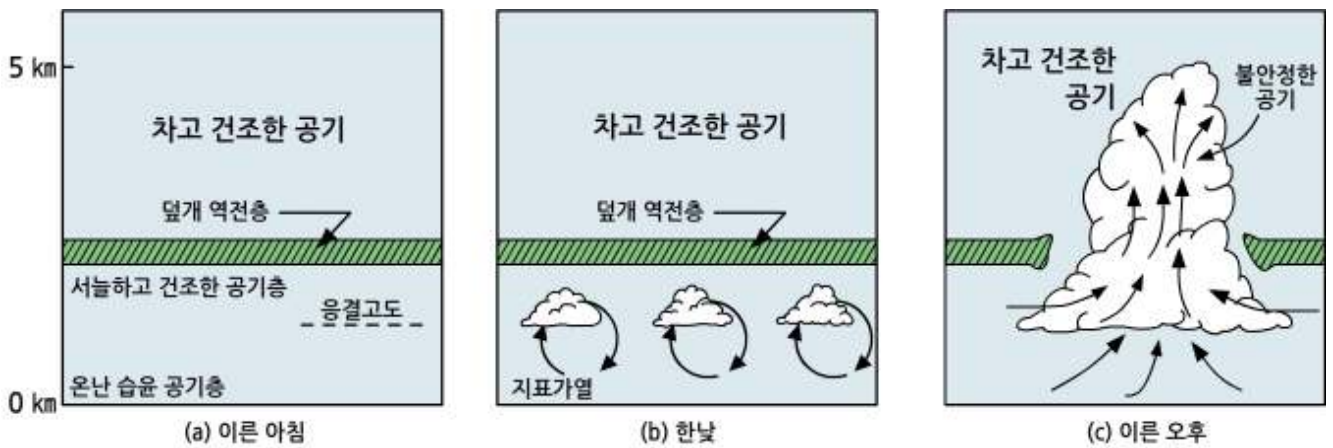 5 km
차고 건조한 공기
덮개 역전층
서늘하고 건조한 공기층
응결고도
온난 습윤 공기층
0 km
(a) 이른 아침
차고 건조한 공기
덮개 역전층
지표가열
(b) 한낮
차고 건조한
공기
불안정한
공기
(c) 이른 오후